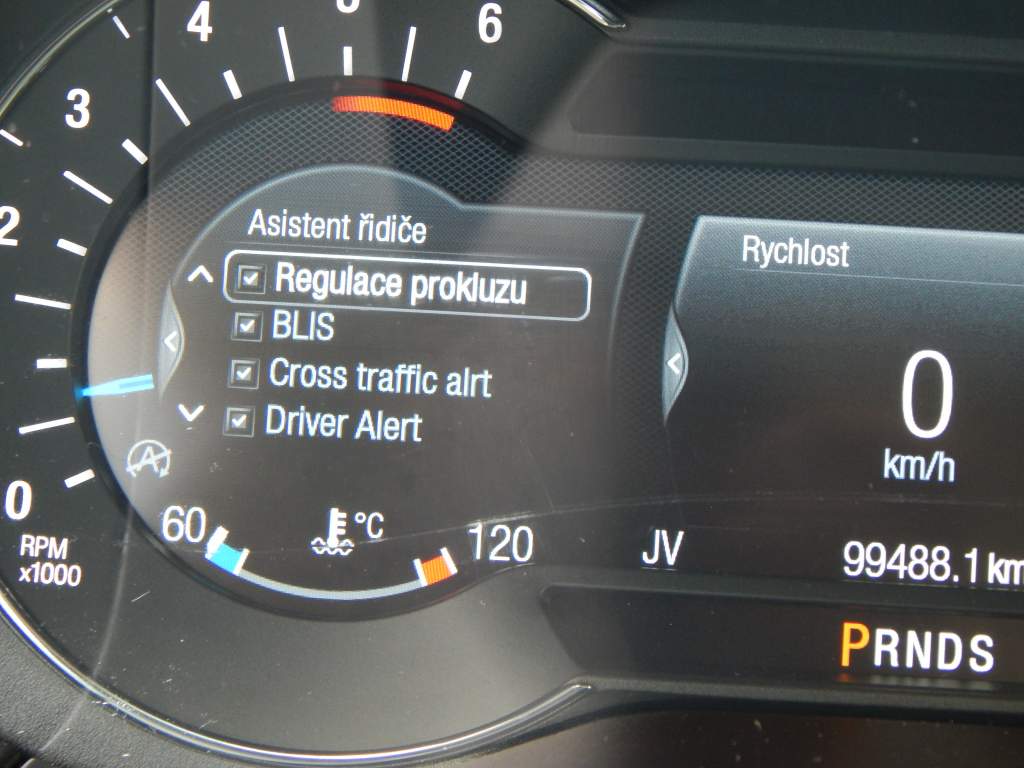 4
6
3
2
0
RPM
x1000
Asistent řidiče
Regulace prokluzu
BLIS
Cross traffic alrt
Driver Alert
60
°C
120
Rychlost
0
km/h
JV
99488.1 km
PRNDS